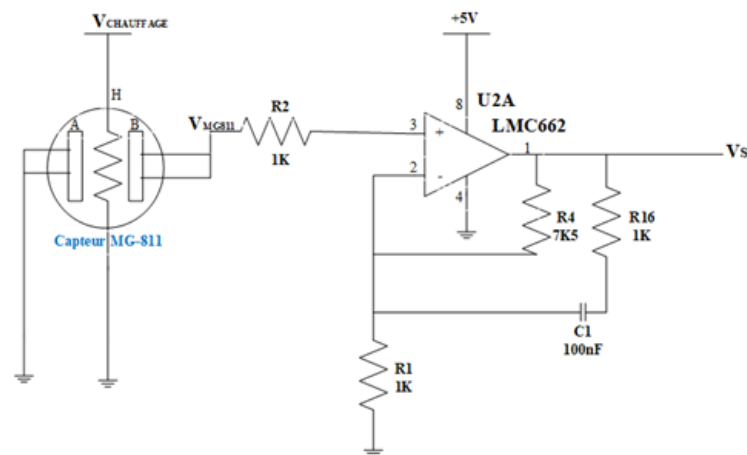 VCHAUFFAGE
+5V
H
A
B
VMG811
R2
1K
8
U2A
LMC662
3
+
1
VS
2
-
4
R4
7K5
R16
1K
Capteur MG-811
C1
100nF
R1
1K